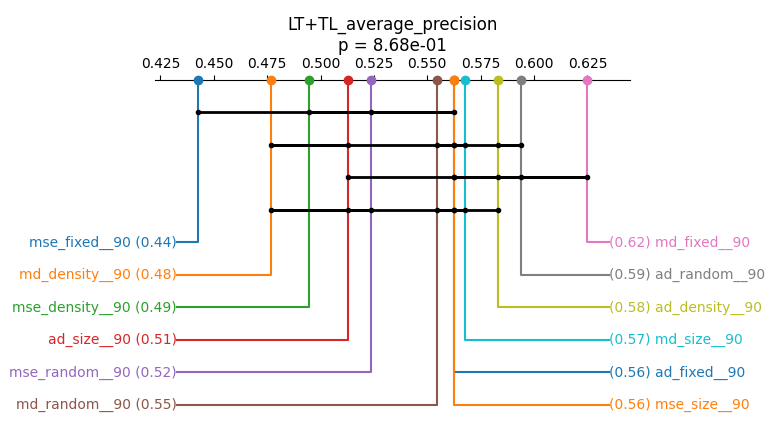 LT+TL_average_precision
p = 8.68e-01
0.425 0.450 0.475 0.500 0.525 0.550 0.575 0.600 0.625
mse_fixed__90 (0.44) (0.62) md_fixed__90
md_density__90 (0.48) (0.59) ad_random__90
mse_density__90 (0.49) (0.58) ad_density__90
ad_size__90 (0.51) (0.57) md_size__90
mse_random__90 (0.52) (0.56) ad_fixed__90
md_random__90 (0.55) (0.56) mse_size__90